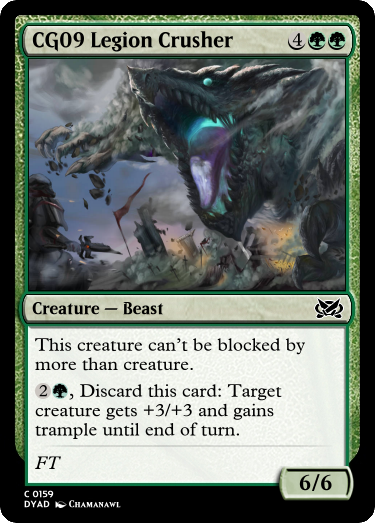 CG09 Legion Crusher 4
Creature — Beast
This creature can't be blocked by
more than creature.
2, Discard this card: Target
creature gets +3/+3 and gains
trample until end of turn.
FT
6/6
C 0159
DYAD Chamanawl